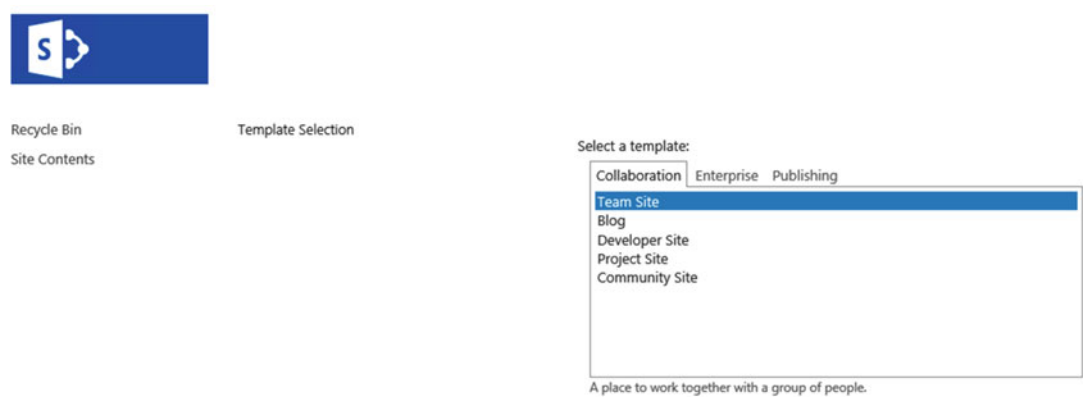 S
Recycle Bin
Site Contents
Template Selection
Select a template:
Collaboration Enterprise Publishing
Team Site
Blog
Developer Site
Project Site
Community Site
A place to work together with a group of people.